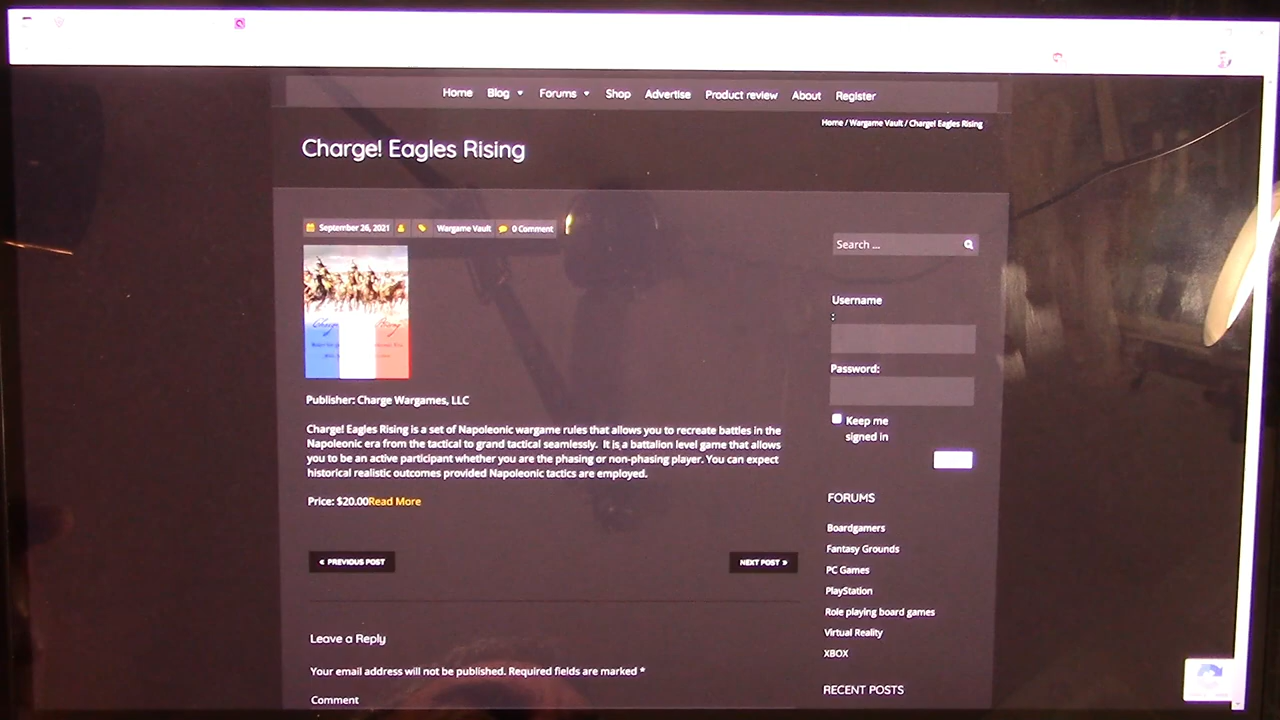 Home Blog Forums Shop Advertise Product review About Register
Home / Wargame Vault / Charge! Eagles Rising
Charge! Eagles Rising
September 26, 2021 Wargame Vault 0 Comment
Search ...
Charge Rising
Username
:
Password:
Keep me
signed in
Publisher: Charge Wargames, LLC
Charge! Eagles Rising is a set of Napoleonic wargame rules that allows you to recreate battles in the
Napoleonic era from the tactical to grand tactical seamlessly. It is a battalion level game that allows
you to be an active participant whether you are the phasing or non-phasing player. You can expect
historical realistic outcomes provided Napoleonic tactics are employed.
Price: $20.00Read More
« PREVIOUS POST
NEXT POST »
FORUMS
Boardgamers
Fantasy Grounds
PC Games
PlayStation
Role playing board games
Virtual Reality
XBOX
RECENT POSTS
Leave a Reply
Your email address will not be published. Required fields are marked *
Comment